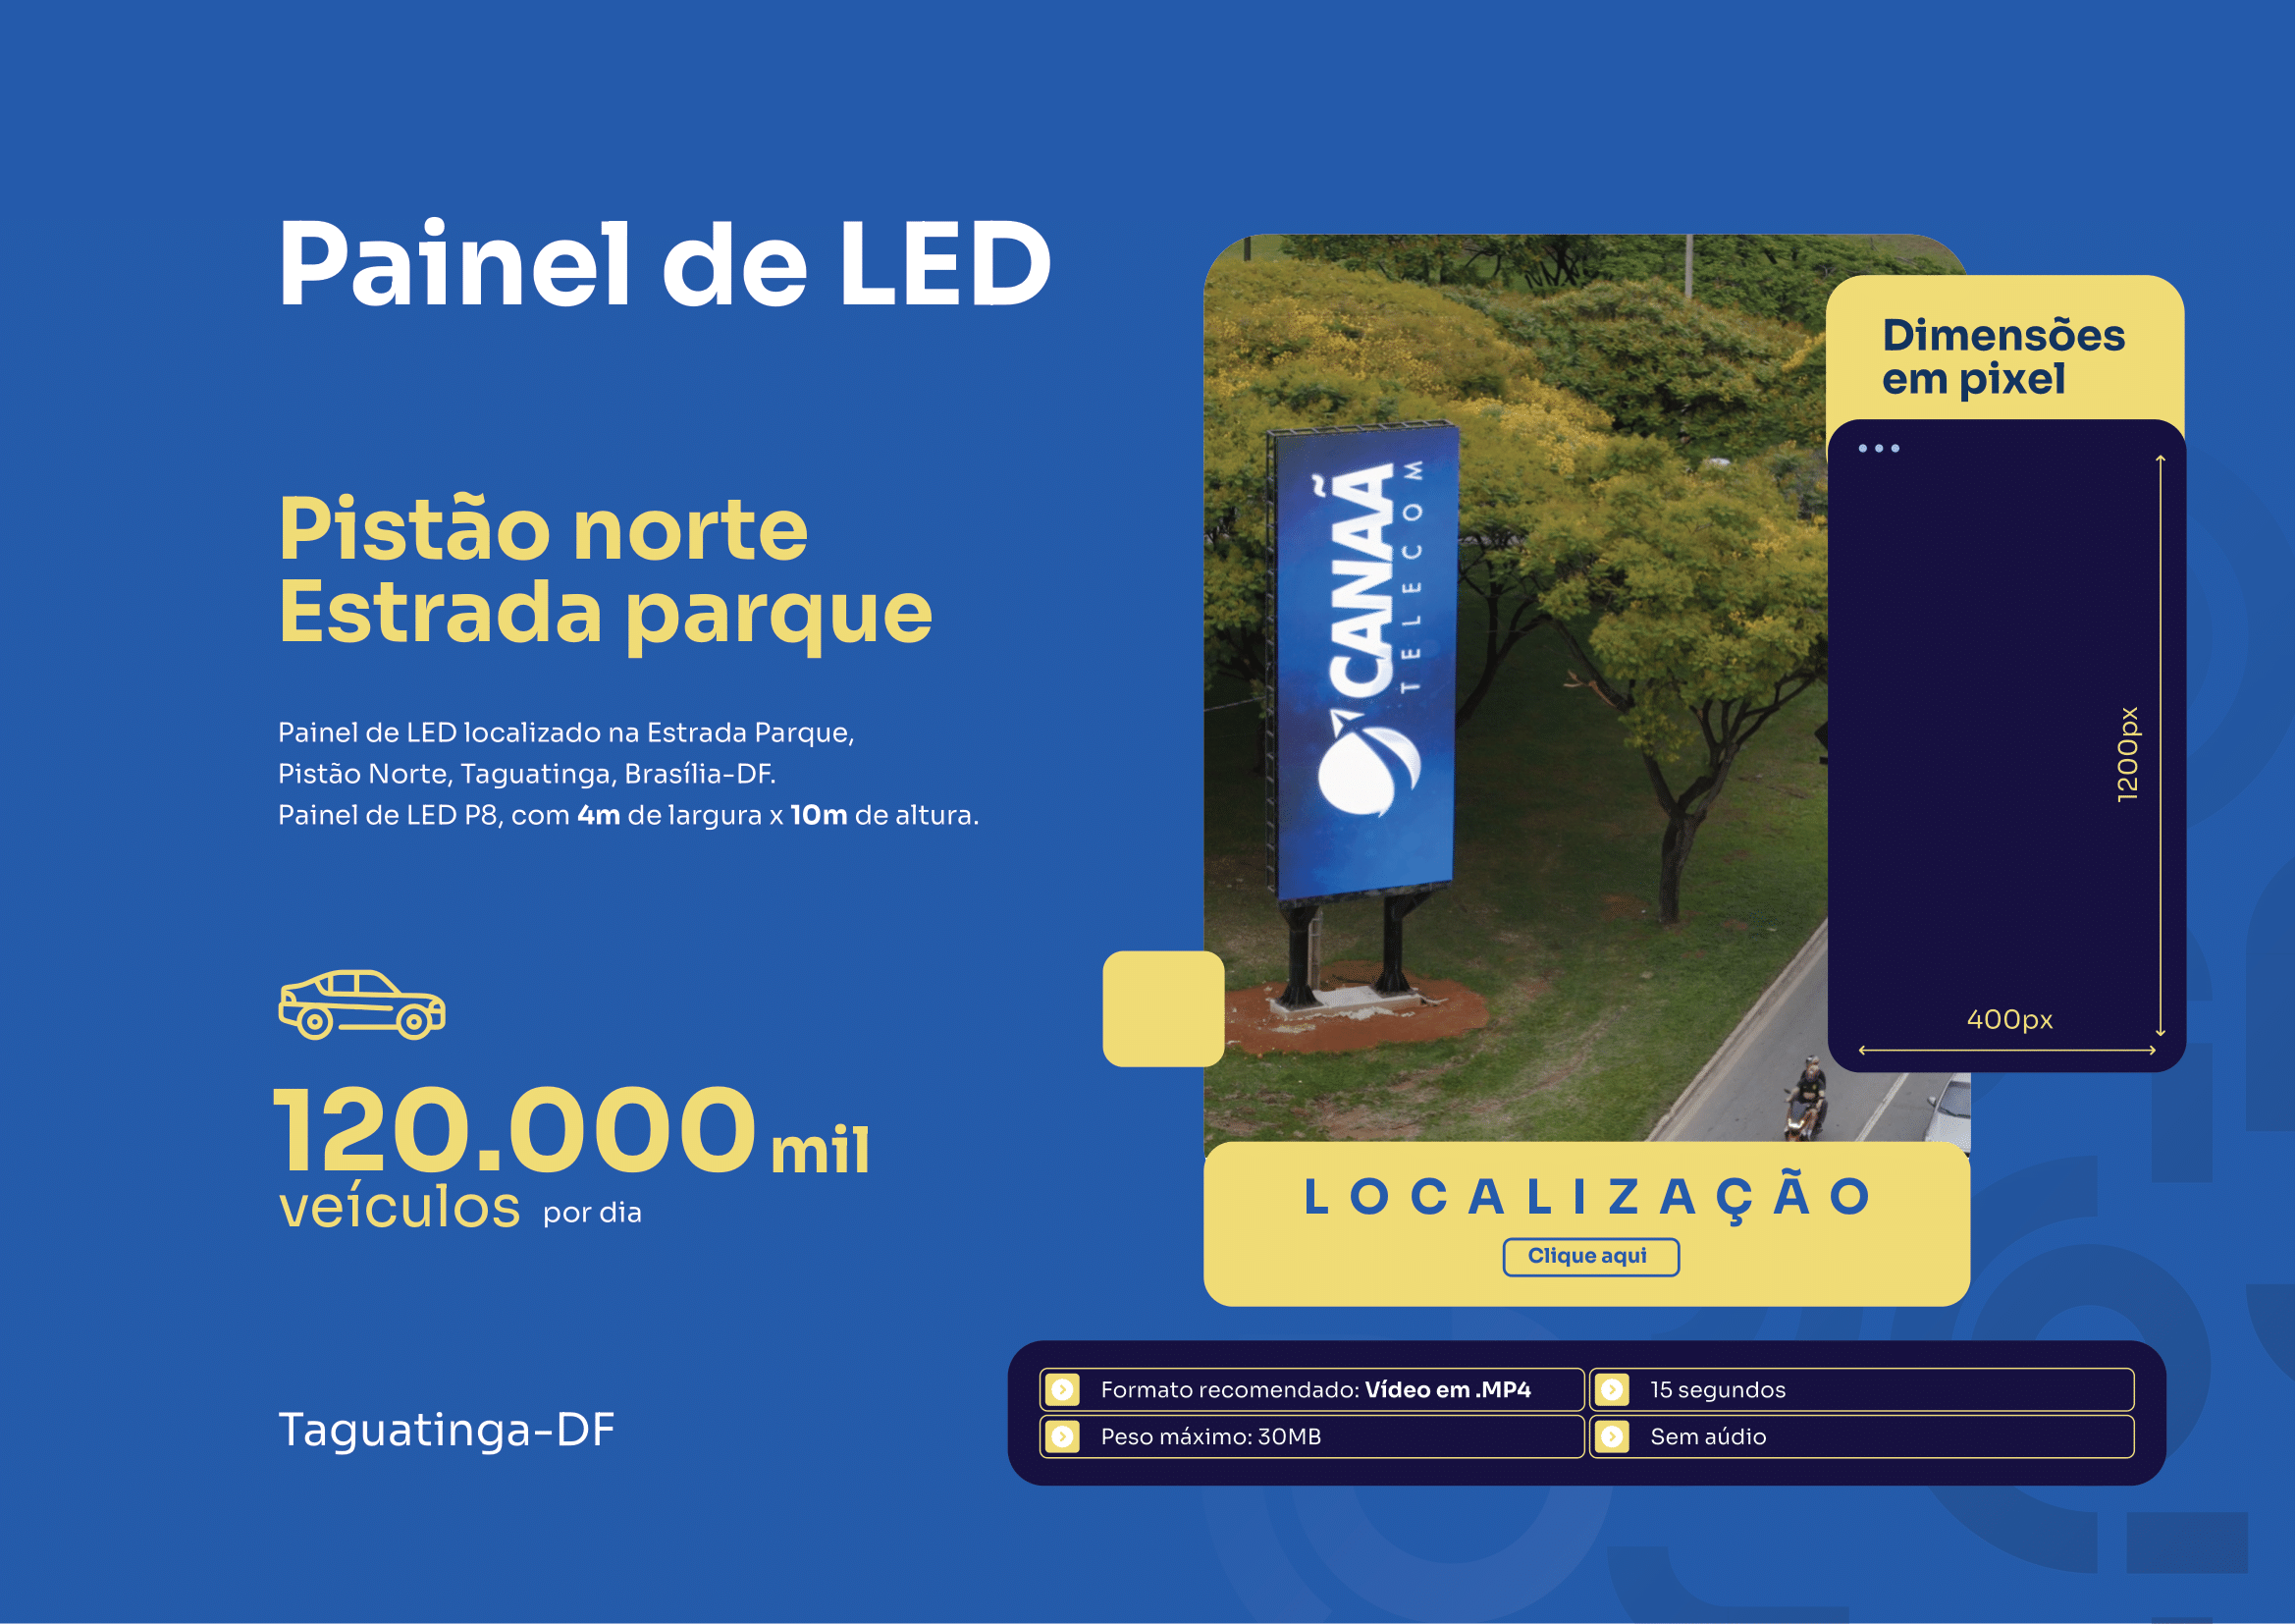 Painel de LED
Pistão norte
Estrada parque
Painel de LED localizado na Estrada Parque,
Pistão Norte, Taguatinga, Brasília-DF.
Painel de LED P8, com 4m de largura x 10m de altura.
120.000 mil
veículos por dia
Taguatinga-DF
CANAÃ
TELECOM
Dimensões
em pixel
1200px
400px
LOCALIZAÇÃO
Clique aqui
Formato recomendado: Vídeo em .MP4
15 segundos
Peso máximo: 30MB
Sem aúdio